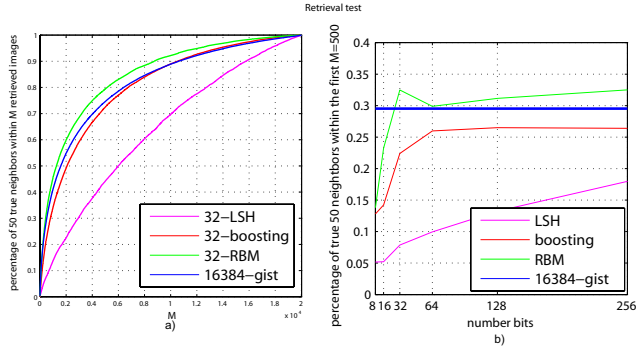 Retrieval test
percentage of 50 true neighbors within M retrieved images
1
0.9
0.8
0.7
0.6
0.5
0.4
0.3
0.2
0.1
0
0 0.2 0.4 0.6 0.8 1 1.2 1.4 1.6 1.8 2
x 10⁴
M
a)
32−LSH
32−boosting
32−RBM
16384−gist
percentage of true 50 neighbors within the first M=500
0.4
0.35
0.3
0.25
0.2
0.15
0.1
0.05
0
8 16 32 64 128 256
number bits
b)
LSH
boosting
RBM
16384−gist